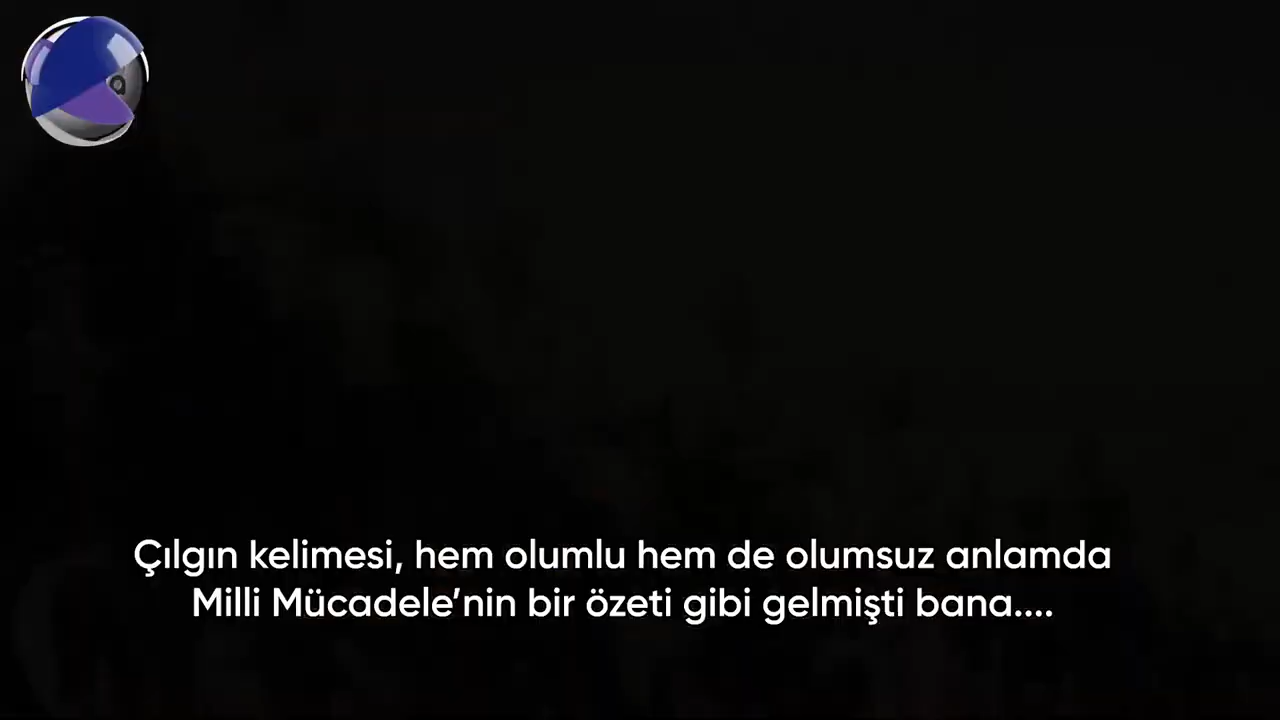 Çılgın kelimesi, hem olumlu hem de olumsuz anlamda
Milli Mücadele’nin bir özeti gibi gelmişti bana....